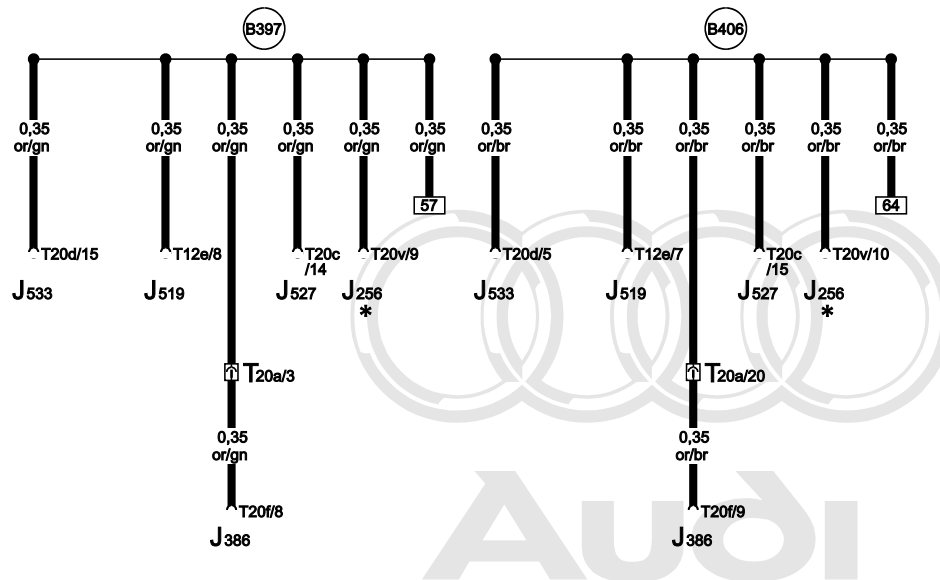 B397
B406
0,35 0,35 0,35 0,35 0,35 0,35 0,35 0,35 0,35 0,35 0,35 0,35
or/gn or/gn or/gn or/gn or/gn or/gn or/br or/br or/br or/br or/br or/br
57
64
T20d/15 T12e/8 T20c T20v/9 T20d/5 T12e/7 T20c T20v/10
/14 /15
J533 J519 J527 J256 J533 J519 J527 J256
* *
T20a/3 T20a/20
0,35 0,35
or/gn or/br
T20f/8 T20f/9
J386 J386
Audi